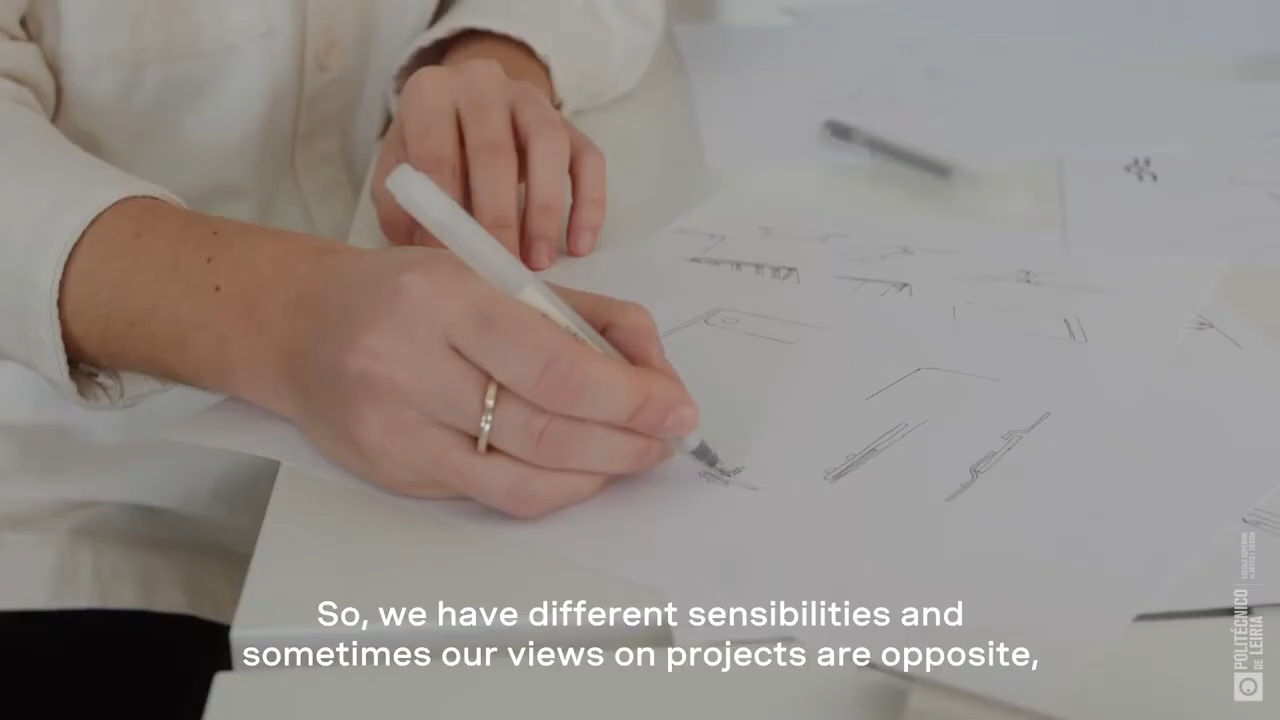 So, we have different sensibilities and
sometimes our views on projects are opposite,
POLITÉCNICO
DE LEIRIA